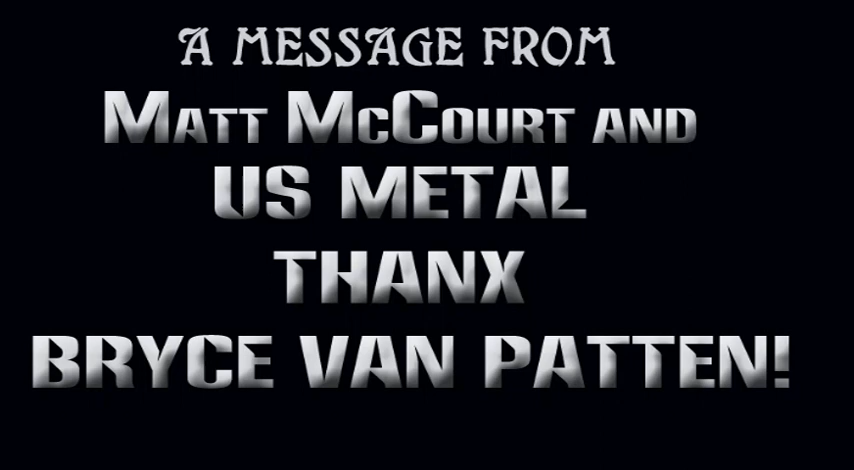 A MESSAGE FROM
MATT MCCOURT AND
US METAL
THANX
BRYCE VAN PATTEN!